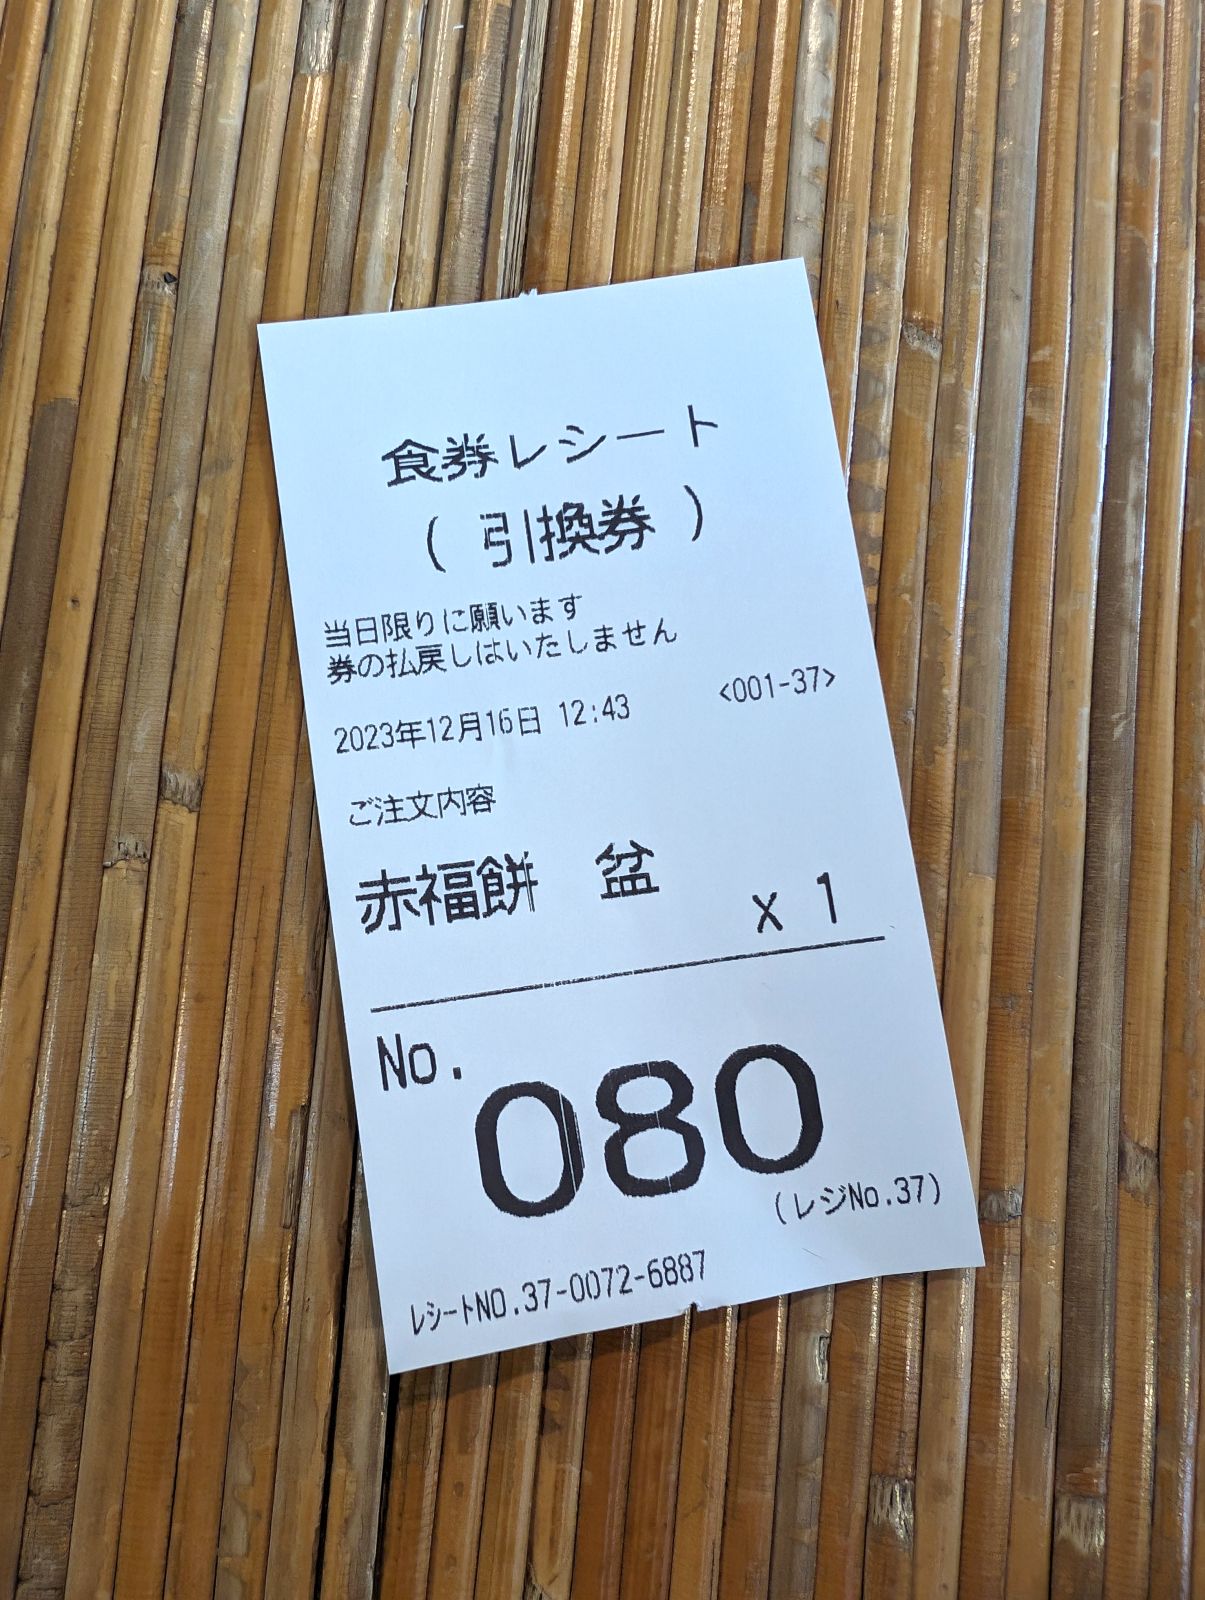 食券レシート
( 引換券 )
当日限りに願います
券の払戻しはいたしません
2023年12月16日 12:43 <001-37>
ご注文内容
赤福餅 盆 x 1
No. 080
(レジNo.37)
レシートNO.37-0072-6887